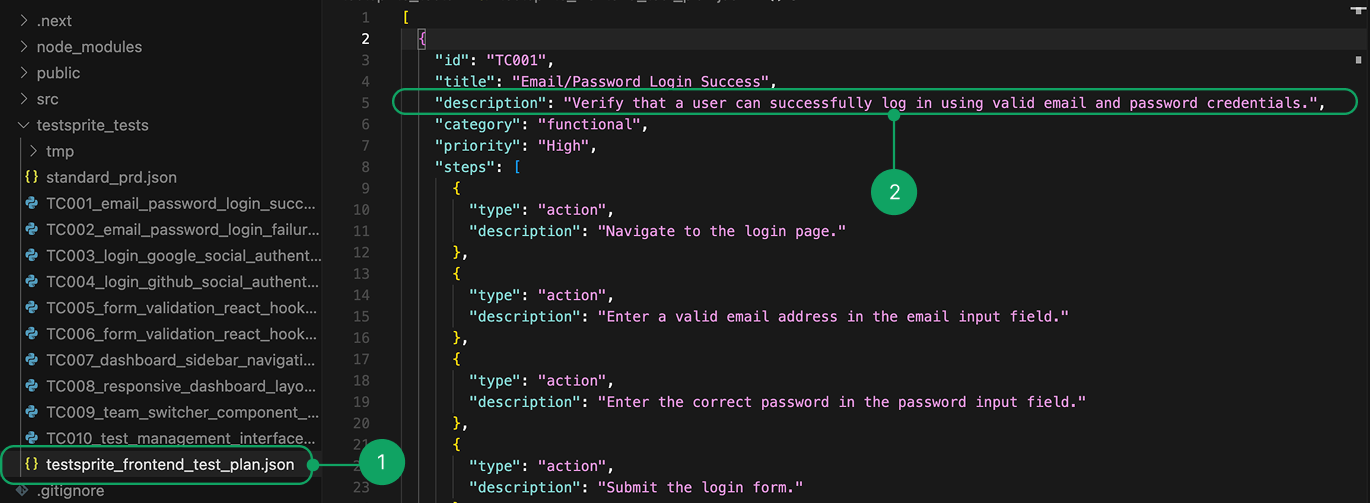 .next
node_modules
public
src
testsprite_tests
tmp
{} standard_prd.json
TC001_email_password_login_succ...
TC002_email_password_login_failur...
TC003_login_google_social_authent...
TC004_login_github_social_authent...
TC005_form_validation_react_hook...
TC006_form_validation_react_hook...
TC007_dashboard_sidebar_navigati...
TC008_responsive_dashboard_layo...
TC009_team_switcher_component_...
TC010_test_management_interface...
{} testsprite_frontend_test_plan.json
.gitignore
1
1 [
2 {
3 "id": "TC001",
4 "title": "Email/Password Login Success",
5 "description": "Verify that a user can successfully log in using valid email and password credentials.",
6 "category": "functional",
7 "priority": "High",
8 "steps": [
9 {
10 "type": "action",
11 "description": "Navigate to the login page."
12 },
13 {
14 "type": "action",
15 "description": "Enter a valid email address in the email input field."
16 },
17 {
18 "type": "action",
19 "description": "Enter the correct password in the password input field."
20 },
21 {
"type": "action",
23 "description": "Submit the login form."
2